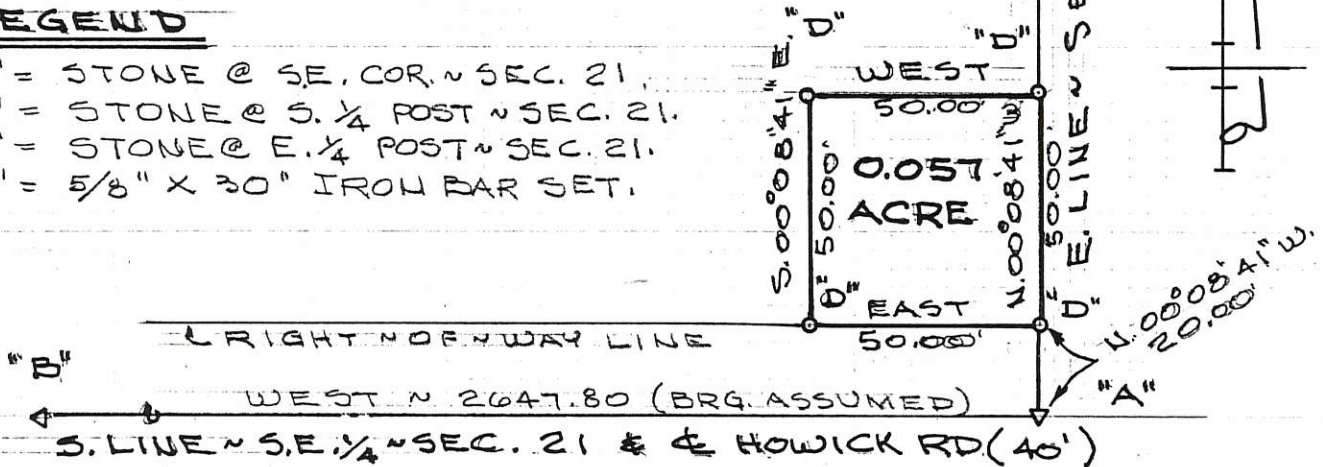 EGEND
" = STONE @ S.E. COR. ~ SEC. 21.
" = STONE @ S. 1/4 POST ~ SEC. 21.
" = STONE @ E. 1/4 POST ~ SEC. 21.
" = 5/8" X 30" IRON BAR SET.
"D"
"D"
WEST
50.00'
S.00°08'41"E.
50.00'
0.057
ACRE
N.00°08'41"W.
50.00'
E. LINE ~ SE
"D"
EAST
50.00'
"D"
N.00°08'41"W.
20.00'
RIGHT ~ OF ~ WAY LINE
"B"
WEST ~ 2647.80 (BRG. ASSUMED)
"A"
S. LINE ~ S.E. 1/4 ~ SEC. 21 & ℄ HOWICK RD. (40')